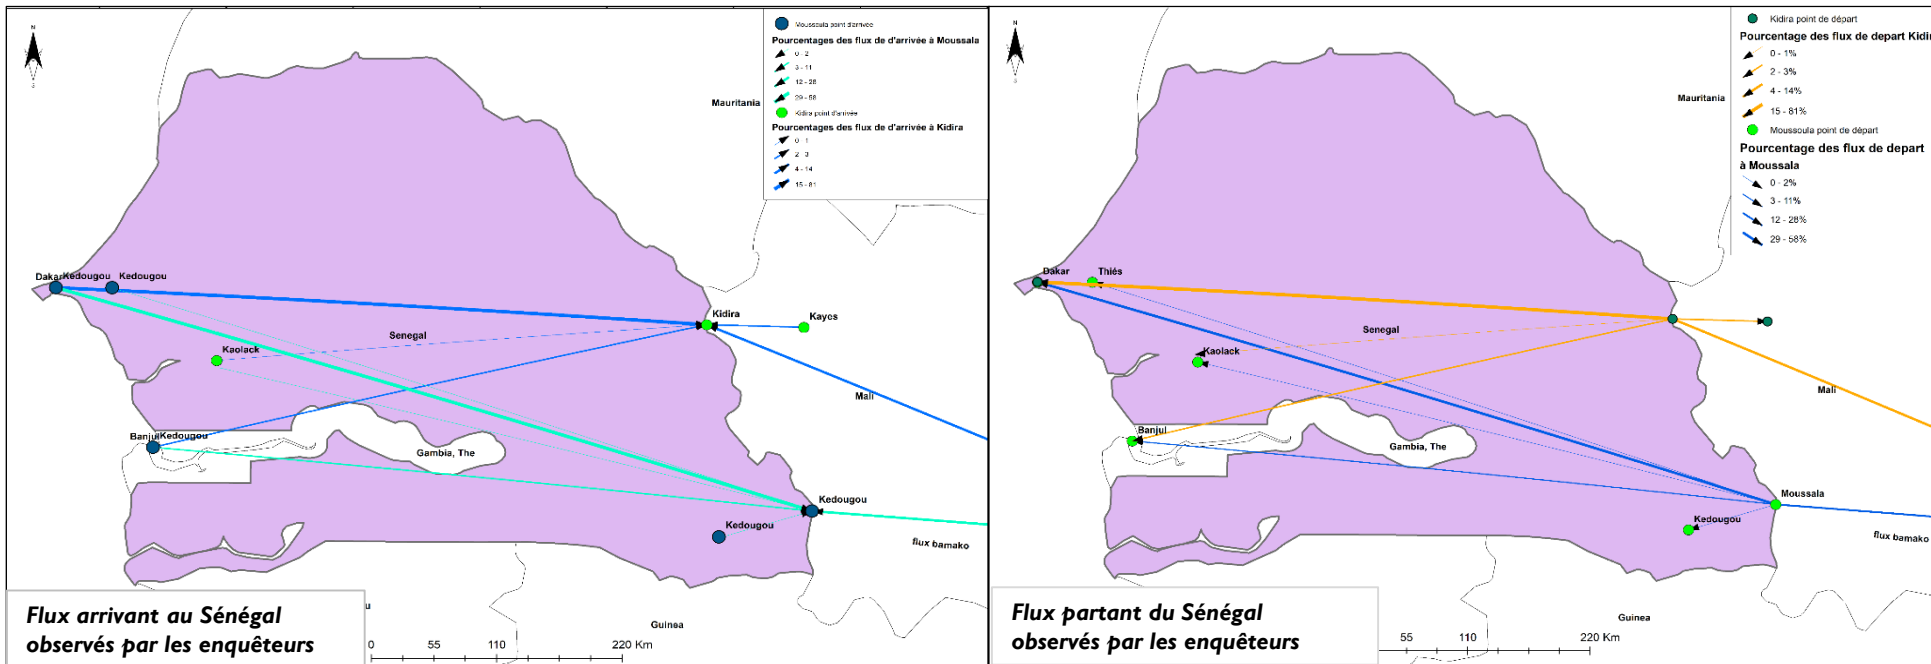 N
S
Moussoula point d'arrivée
Pourcentages des flux de d'arrivée à Moussala
0 - 2
3 - 11
12 - 28
29 - 58
Kidira point d'arrivée
Pourcentages des flux de d'arrivée à Kidira
0 - 1
2 - 3
4 - 14
15 - 81
Mauritania
Dakar Kedougou Kedougou
Kidira
Kayes
Senegal
Kaolack
Mali
Banjul Kedougou
Gambia, The
Kedougou
Kedougou
flux bamako
Guinea
Flux arrivant au Sénégal
observés par les enquêteurs
0 55 110 220 Km
N
S
Kidira point de départ
Pourcentage des flux de depart Kidir
0 - 1%
2 - 3%
4 - 14%
15 - 81%
Moussoula point de départ
Pourcentage des flux de depart
à Moussala
0 - 2%
3 - 11%
12 - 28%
29 - 58%
Mauritania
Dakar
Thiés
Senegal
Kaolack
Mali
Banjul
Gambia, The
Moussala
Kedougou
flux bamako
Guinea
Flux partant du Sénégal
observés par les enquêteurs
55 110 220 Km